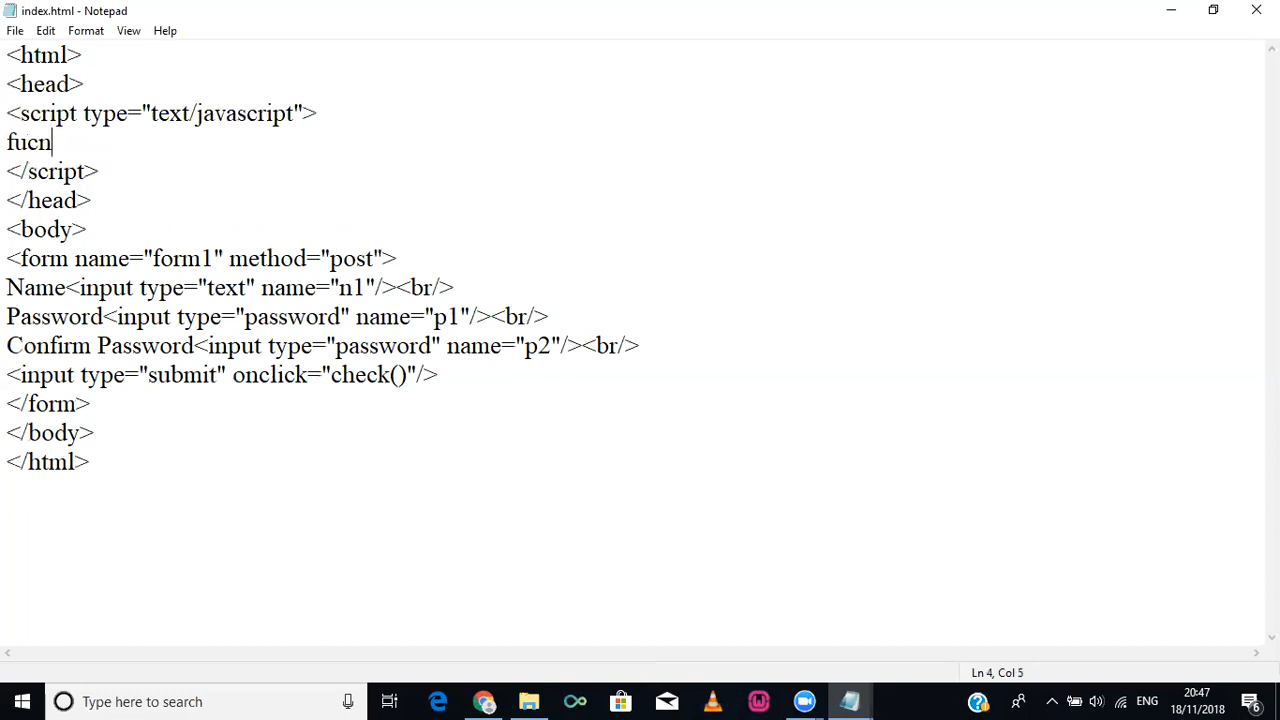 index.html - Notepad
File Edit Format View Help
<html>
<head>
<script type="text/javascript">
fucn
</script>
</head>
<body>
<form name="form1" method="post">
Name<input type="text" name="n1"/><br/>
Password<input type="password" name="p1"/><br/>
Confirm Password<input type="password" name="p2"/><br/>
<input type="submit" onclick="check()"/>
</form>
</body>
</html>
Ln 4, Col 5
Type here to search
ENG
20:47
18/11/2018
6